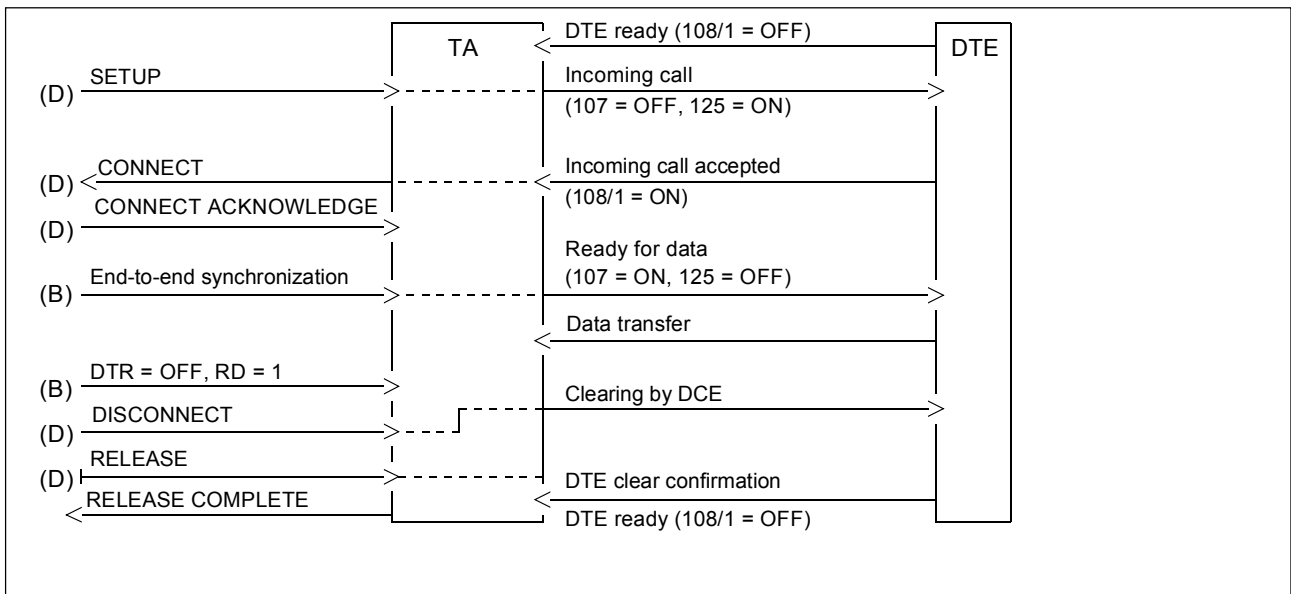 TA
DTE
DTE ready (108/1 = OFF)
(D) SETUP
Incoming call
(107 = OFF, 125 = ON)
(D) CONNECT
Incoming call accepted
(108/1 = ON)
(D) CONNECT ACKNOWLEDGE
Ready for data
(107 = ON, 125 = OFF)
(B) End-to-end synchronization
Data transfer
(B) DTR = OFF, RD = 1
Clearing by DCE
(D) DISCONNECT
(D) RELEASE
DTE clear confirmation
RELEASE COMPLETE
DTE ready (108/1 = OFF)